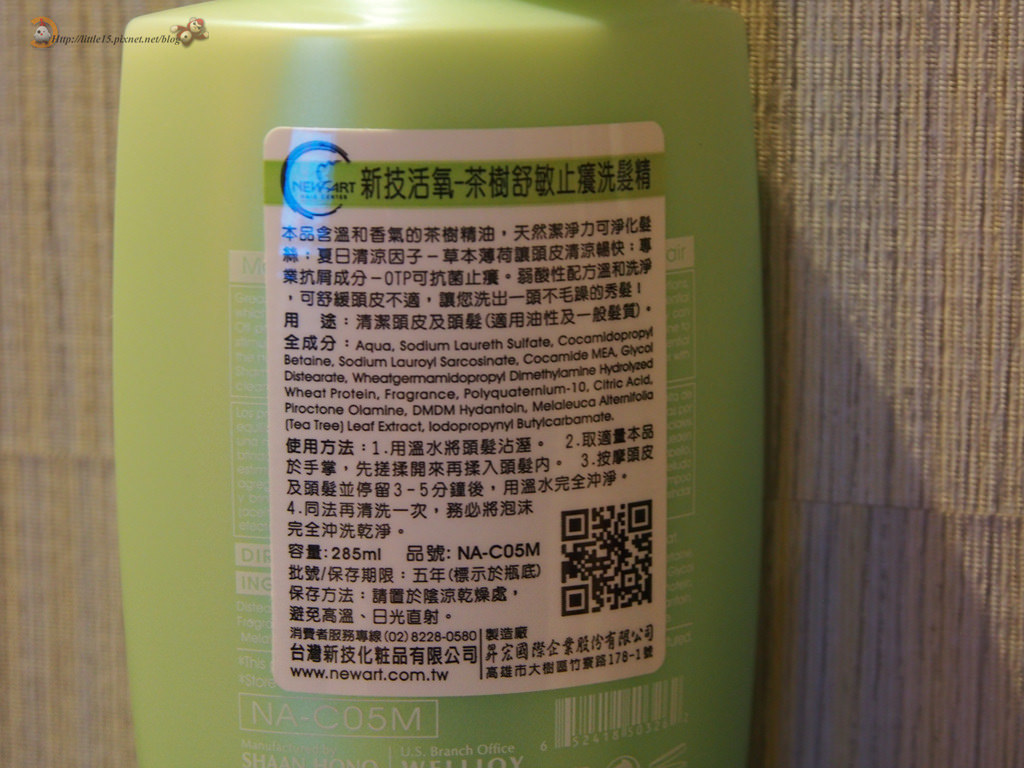 Http://little15.pixnet.net/blog
NEWART
HAIR CENTER
新技活氧-茶樹舒敏止癢洗髮精
本品含溫和香氣的茶樹精油，天然潔淨力可淨化髮
絲；夏日清涼因子－草本薄荷讓頭皮清涼暢快；專
業抗屑成分－OTP可抗菌止癢。弱酸性配方溫和洗淨
，可舒緩頭皮不適，讓您洗出一頭不毛躁的秀髮！
用　途：清潔頭皮及頭髮(適用油性及一般髮質)。
全成分：Aqua, Sodium Laureth Sulfate, Cocamidopropyl
Betaine, Sodium Lauroyl Sarcosinate, Cocamide MEA, Glycol
Distearate, Wheatgermamidopropyl Dimethylamine Hydrolyzed
Wheat Protein, Fragrance, Polyquaternium-10, Citric Acid,
Piroctone Olamine, DMDM Hydantoin, Melaleuca Alternifolia
(Tea Tree) Leaf Extract, Iodopropynyl Butylcarbamate.
使用方法：1.用溫水將頭髮沾溼。 2.取適量本品
於手掌，先搓揉開來再揉入頭髮內。 3.按摩頭皮
及頭髮並停留3-5分鐘後，用溫水完全沖淨。
4.同法再清洗一次，務必將泡沫
完全沖洗乾淨。
容量:285ml 品號: NA-C05M
批號/保存期限：五年(標示於瓶底)
保存方法：請置於陰涼乾燥處，
避免高溫、日光直射。
消費者服務專線(02)8228-0580
台灣新技化粧品有限公司
www.newart.com.tw
製造廠
昇宏國際企業股份有限公司
高雄市大樹區竹寮路178-1號
NA-C05M
Manufactured by
SHAAN HONQ
U.S. Branch Office
WELLJOY